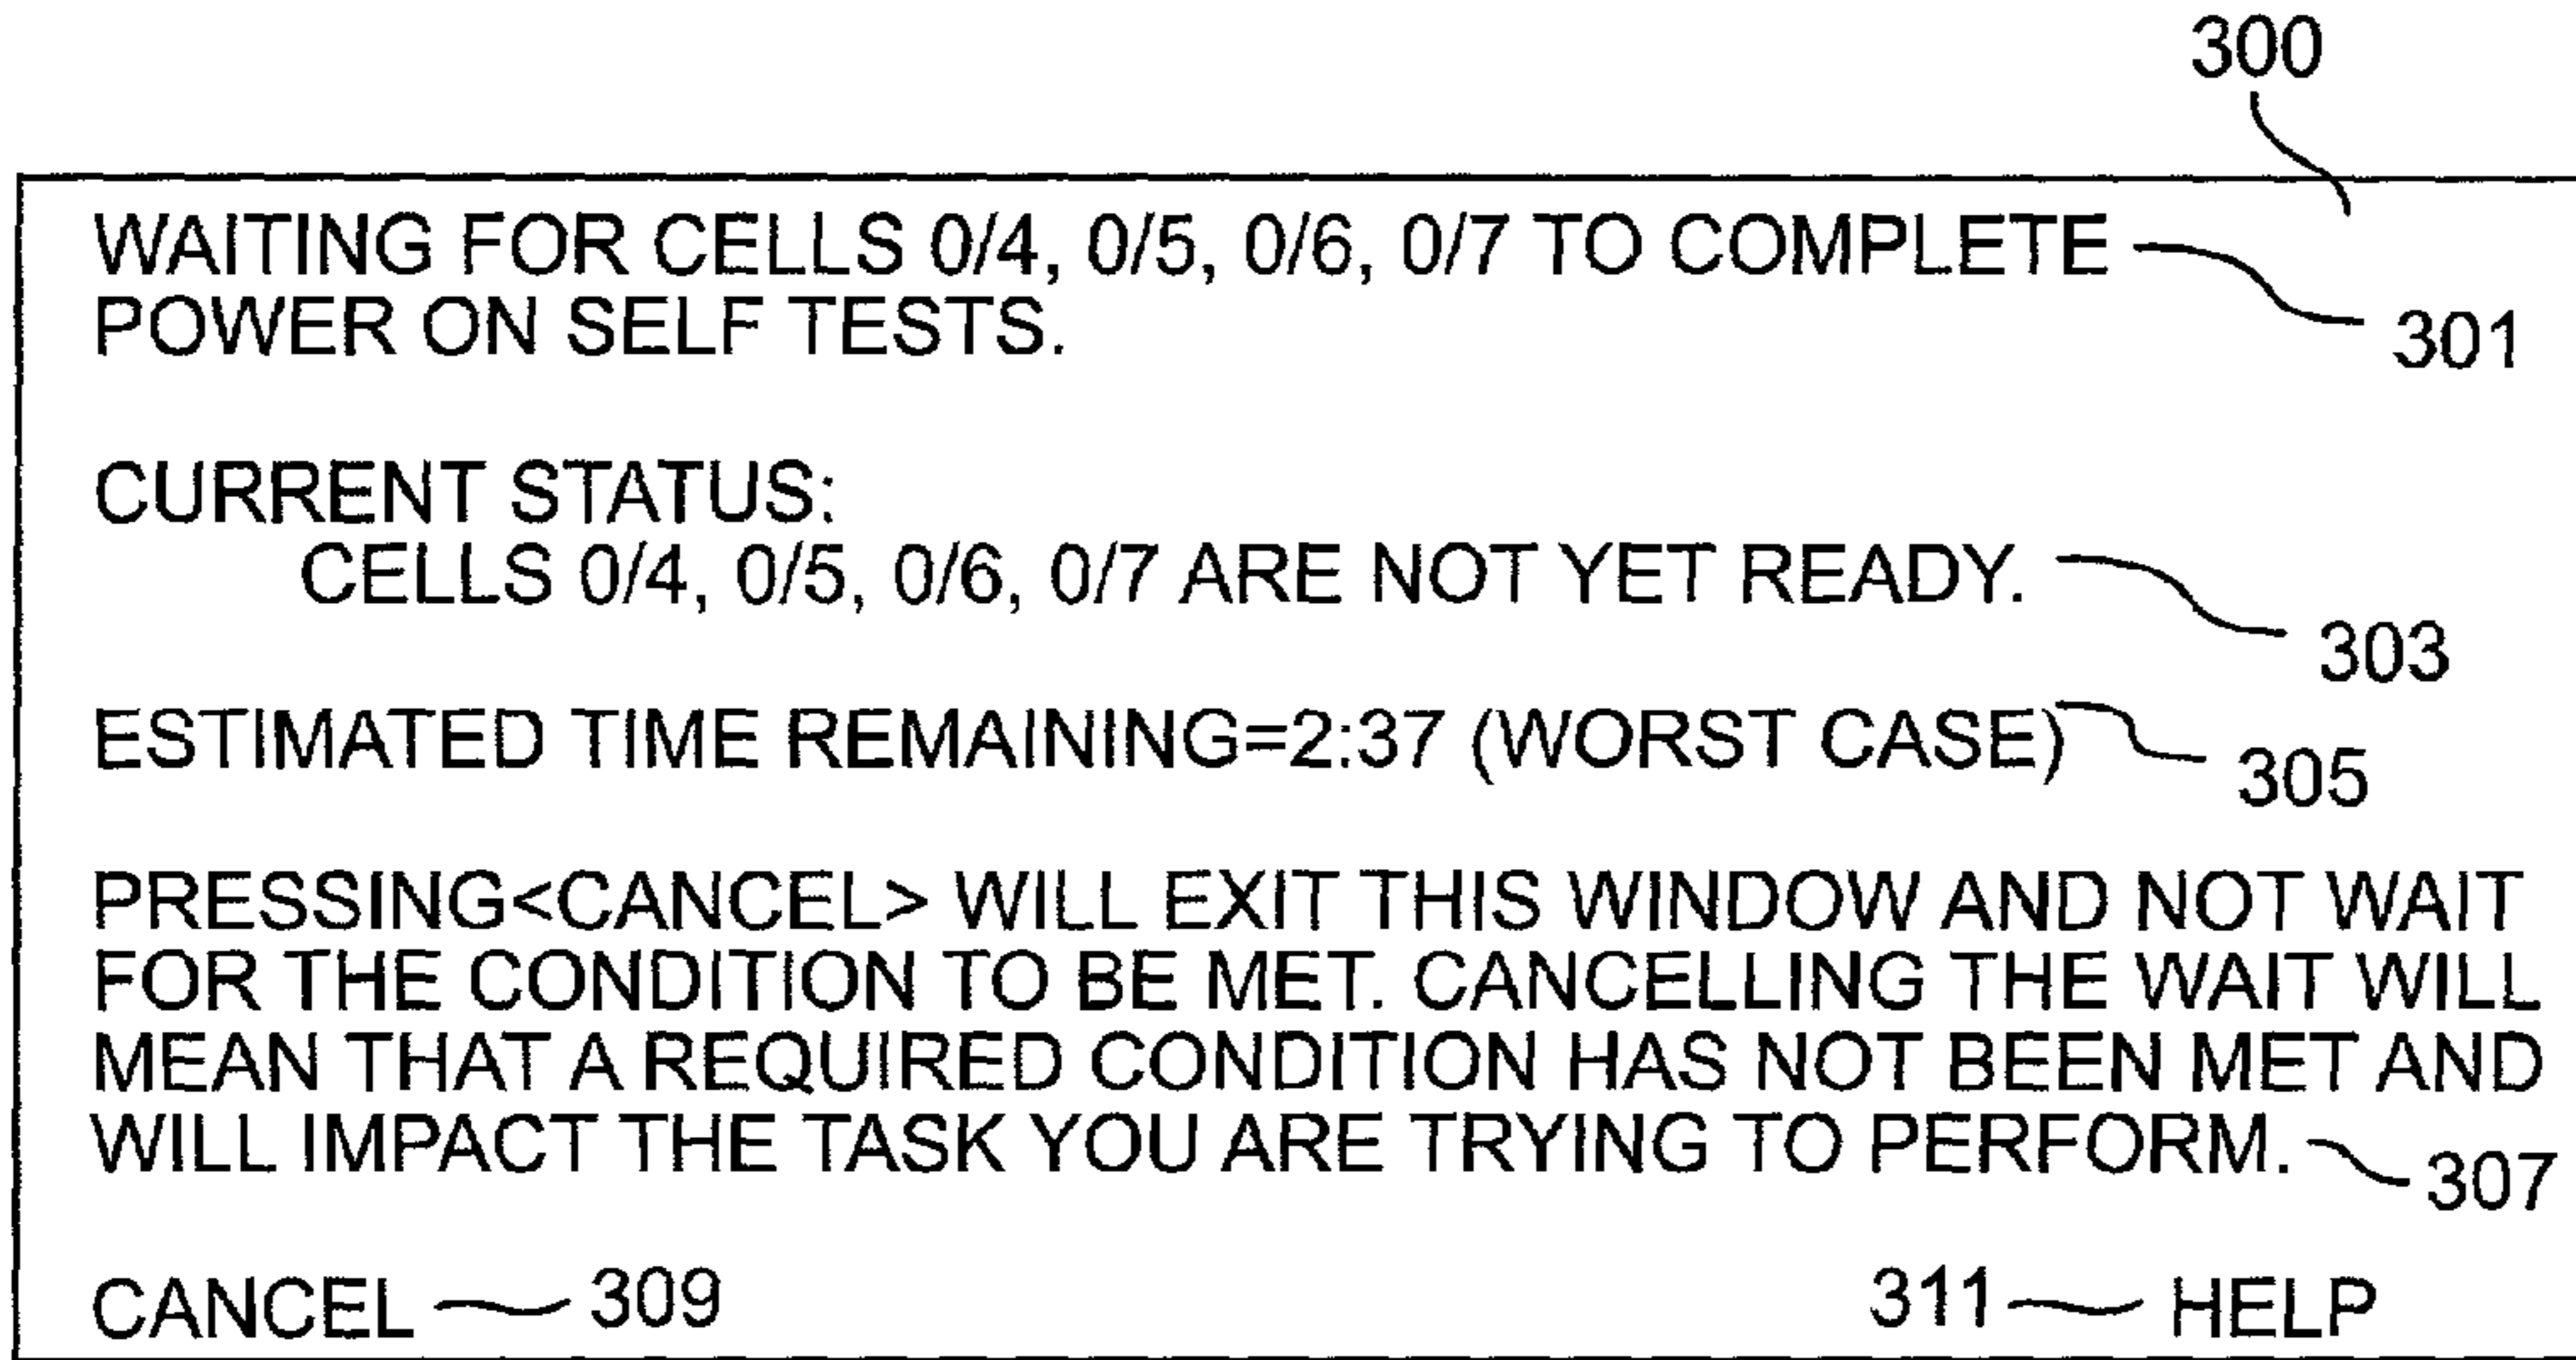 300
WAITING FOR CELLS 0/4, 0/5, 0/6, 0/7 TO COMPLETE
POWER ON SELF TESTS.
301
CURRENT STATUS:
CELLS 0/4, 0/5, 0/6, 0/7 ARE NOT YET READY.
303
ESTIMATED TIME REMAINING=2:37 (WORST CASE)
305
PRESSING<CANCEL> WILL EXIT THIS WINDOW AND NOT WAIT
FOR THE CONDITION TO BE MET. CANCELLING THE WAIT WILL
MEAN THAT A REQUIRED CONDITION HAS NOT BEEN MET AND
WILL IMPACT THE TASK YOU ARE TRYING TO PERFORM.
307
CANCEL 309 311 HELP